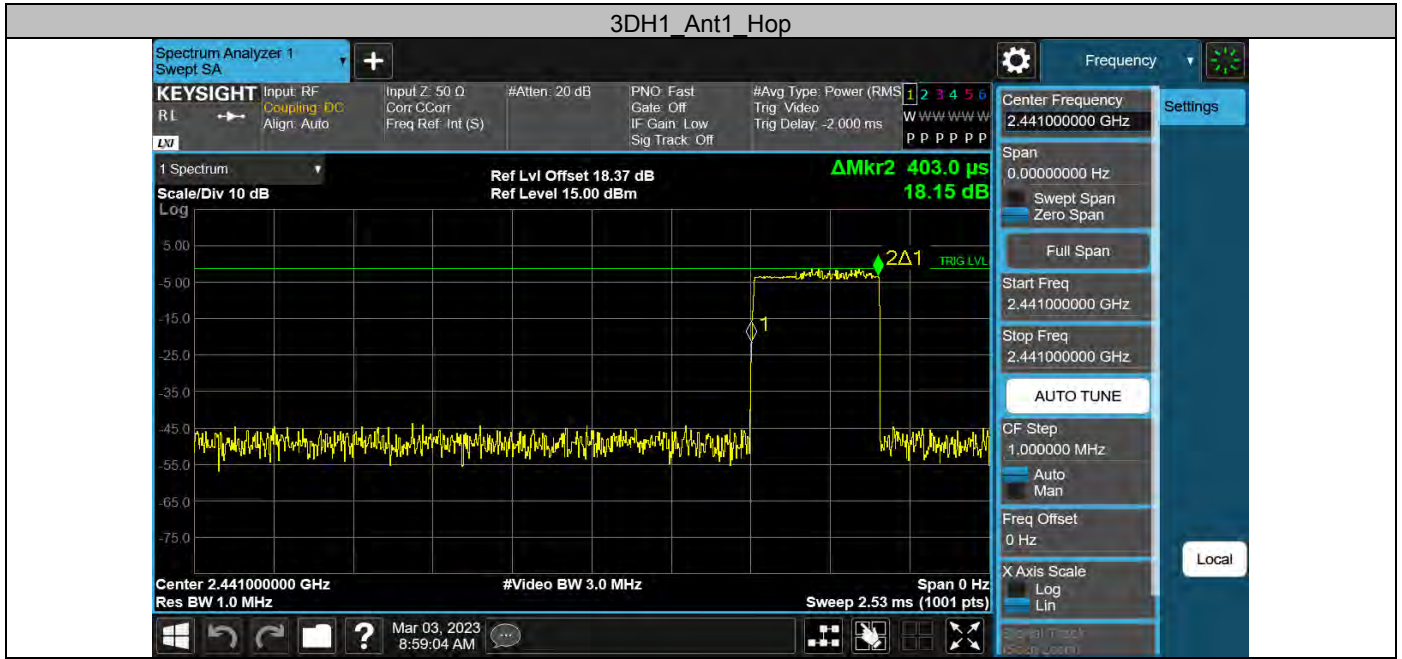 3DH1_Ant1_Hop
Spectrum Analyzer 1
Swept SA
Frequency
KEYSIGHT
RL
LXI
Input: RF
Coupling: DC
Align: Auto
Input Z: 50 Ω
Corr CCorr
Freq Ref: Int (S)
#Atten: 20 dB
PNO: Fast
Gate: Off
IF Gain: Low
Sig Track: Off
#Avg Type: Power (RMS
Trig: Video
Trig Delay: -2.000 ms
1 2 3 4 5 6
W W W W W W
P P P P P P
1 Spectrum
Scale/Div 10 dB
Log
Ref Lvl Offset 18.37 dB
Ref Level 15.00 dBm
ΔMkr2 403.0 µs
18.15 dB
5.00
-5.00
-15.0
-25.0
-35.0
-45.0
-55.0
-65.0
-75.0
2Δ1
TRIG LVL
1
Center 2.441000000 GHz
Res BW 1.0 MHz
#Video BW 3.0 MHz
Span 0 Hz
Sweep 2.53 ms (1001 pts)
?
Mar 03, 2023
8:59:04 AM
Center Frequency
2.441000000 GHz
Span
0.00000000 Hz
Swept Span
Zero Span
Full Span
Start Freq
2.441000000 GHz
Stop Freq
2.441000000 GHz
AUTO TUNE
CF Step
1.000000 MHz
Auto
Man
Freq Offset
0 Hz
X Axis Scale
Log
Lin
Signal Track
(Span Zoom)
Settings
Local